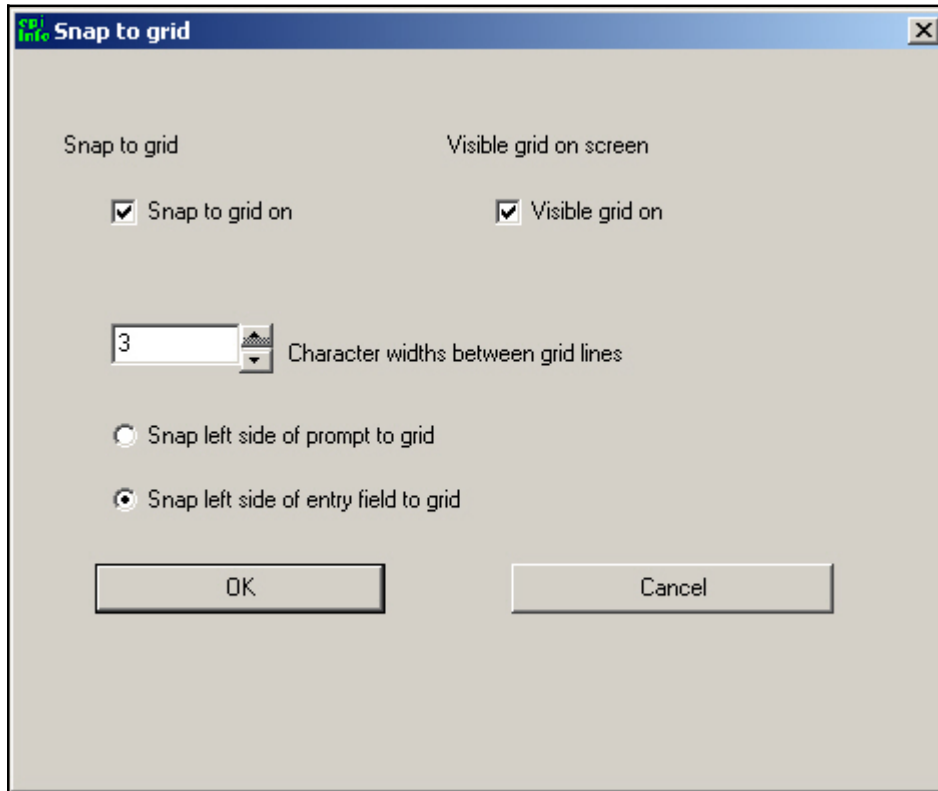 epi
info Snap to grid
Snap to grid Visible grid on screen
Snap to grid on Visible grid on
3 Character widths between grid lines
Snap left side of prompt to grid
Snap left side of entry field to grid
OK Cancel